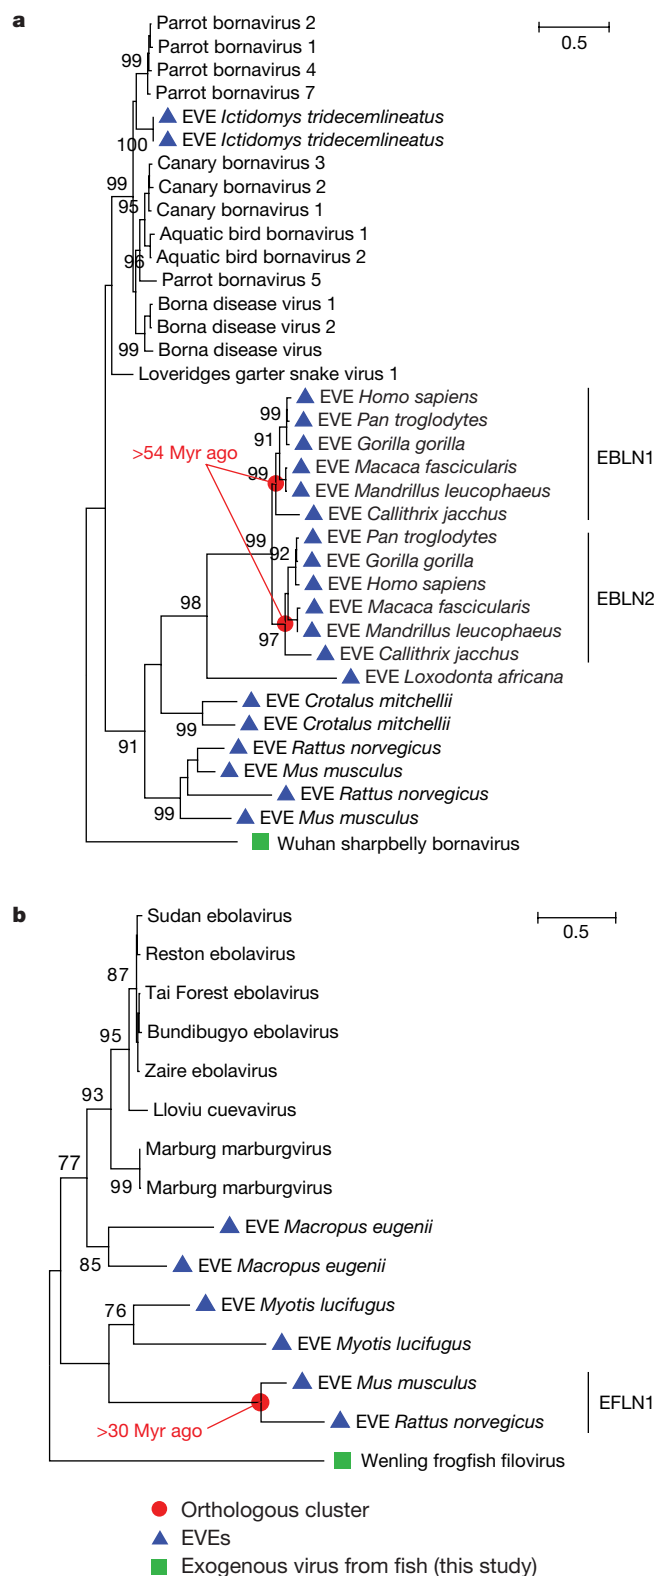 a
0.5
Parrot bornavirus 2
Parrot bornavirus 1
99
Parrot bornavirus 4
Parrot bornavirus 7
EVE Ictidomys tridecemlineatus
EVE Ictidomys tridecemlineatus
100
Canary bornavirus 3
99
Canary bornavirus 2
95
Canary bornavirus 1
Aquatic bird bornavirus 1
96
Aquatic bird bornavirus 2
Parrot bornavirus 5
Borna disease virus 1
Borna disease virus 2
99
Borna disease virus
Loveridges garter snake virus 1
EVE Homo sapiens
99
EVE Pan troglodytes
91
EVE Gorilla gorilla
>54 Myr ago
EBLN1
99
EVE Macaca fascicularis
EVE Mandrillus leucophaeus
EVE Callithrix jacchus
99
EVE Pan troglodytes
92
EVE Gorilla gorilla
EVE Homo sapiens
EBLN2
98
EVE Macaca fascicularis
97
EVE Mandrillus leucophaeus
EVE Callithrix jacchus
EVE Loxodonta africana
EVE Crotalus mitchellii
99
EVE Crotalus mitchellii
91
EVE Rattus norvegicus
EVE Mus musculus
EVE Rattus norvegicus
99
EVE Mus musculus
Wuhan sharpbelly bornavirus
b
0.5
Sudan ebolavirus
Reston ebolavirus
87
Tai Forest ebolavirus
95
Bundibugyo ebolavirus
Zaire ebolavirus
93
Lloviu cuevavirus
Marburg marburgvirus
77
99
Marburg marburgvirus
EVE Macropus eugenii
85
EVE Macropus eugenii
76
EVE Myotis lucifugus
EVE Myotis lucifugus
EVE Mus musculus
EFLN1
>30 Myr ago
EVE Rattus norvegicus
Wenling frogfish filovirus
Orthologous cluster
EVEs
Exogenous virus from fish (this study)